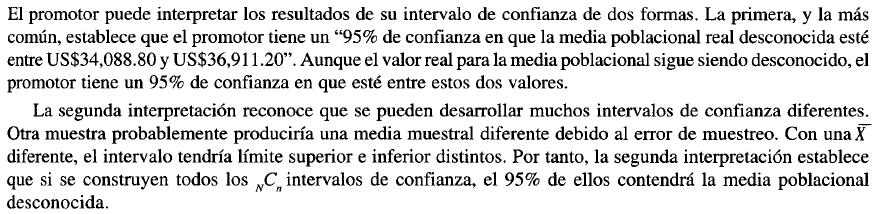 El promotor puede interpretar los resultados de su intervalo de confianza de dos formas. La primera, y la más
común, establece que el promotor tiene un “95% de confianza en que la media poblacional real desconocida esté
entre US$34,088.80 y US$36,911.20”. Aunque el valor real para la media poblacional sigue siendo desconocido, el
promotor tiene un 95% de confianza en que esté entre estos dos valores.
La segunda interpretación reconoce que se pueden desarrollar muchos intervalos de confianza diferentes.
Otra muestra probablemente produciría una media muestral diferente debido al error de muestreo. Con una X̄
diferente, el intervalo tendría límite superior e inferior distintos. Por tanto, la segunda interpretación establece
que si se construyen todos los NCn intervalos de confianza, el 95% de ellos contendrá la media poblacional
desconocida.